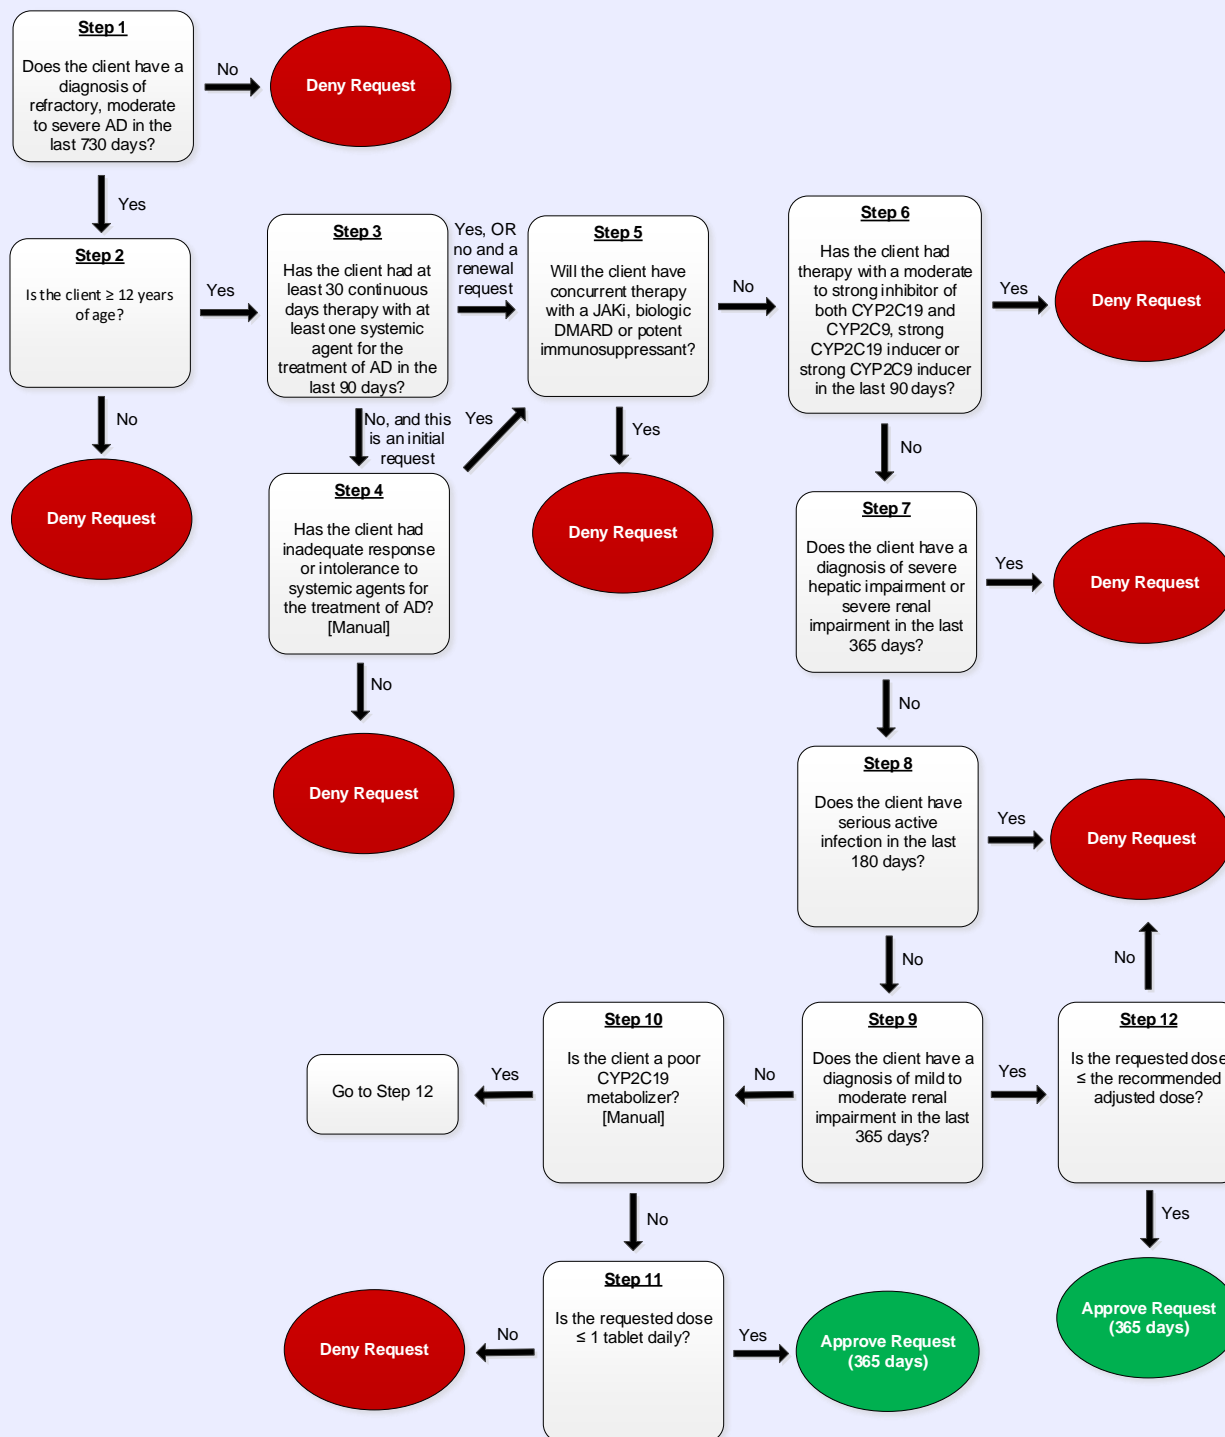 Step 1
Does the client have a
diagnosis of
refractory, moderate
to severe AD in the
last 730 days?
No
Deny Request
Yes
Step 2
Is the client ≥ 12 years
of age?
Yes
No
Deny Request
Step 3
Has the client had at
least 30 continuous
days therapy with at
least one systemic
agent for the
treatment of AD in the
last 90 days?
Yes, OR
no and a
renewal
request
No, and this
is an initial
request
Step 4
Has the client had
inadequate response
or intolerance to
systemic agents for
the treatment of AD?
[Manual]
Yes
No
Deny Request
Step 5
Will the client have
concurrent therapy
with a JAKi, biologic
DMARD or potent
immunosuppressant?
No
Yes
Deny Request
Step 6
Has the client had
therapy with a moderate
to strong inhibitor of
both CYP2C19 and
CYP2C9, strong
CYP2C19 inducer or
strong CYP2C9 inducer
in the last 90 days?
Yes
Deny Request
No
Step 7
Does the client have a
diagnosis of severe
hepatic impairment or
severe renal
impairment in the last
365 days?
Yes
Deny Request
No
Step 8
Does the client have
serious active
infection in the last
180 days?
Yes
Deny Request
No
Step 9
Does the client have a
diagnosis of mild to
moderate renal
impairment in the last
365 days?
No
Yes
Step 10
Is the client a poor
CYP2C19
metabolizer?
[Manual]
Yes
Go to Step 12
No
Step 11
Is the requested dose
≤ 1 tablet daily?
No
Deny Request
Yes
Approve Request
(365 days)
Step 12
Is the requested dose
≤ the recommended
adjusted dose?
No
Yes
Approve Request
(365 days)